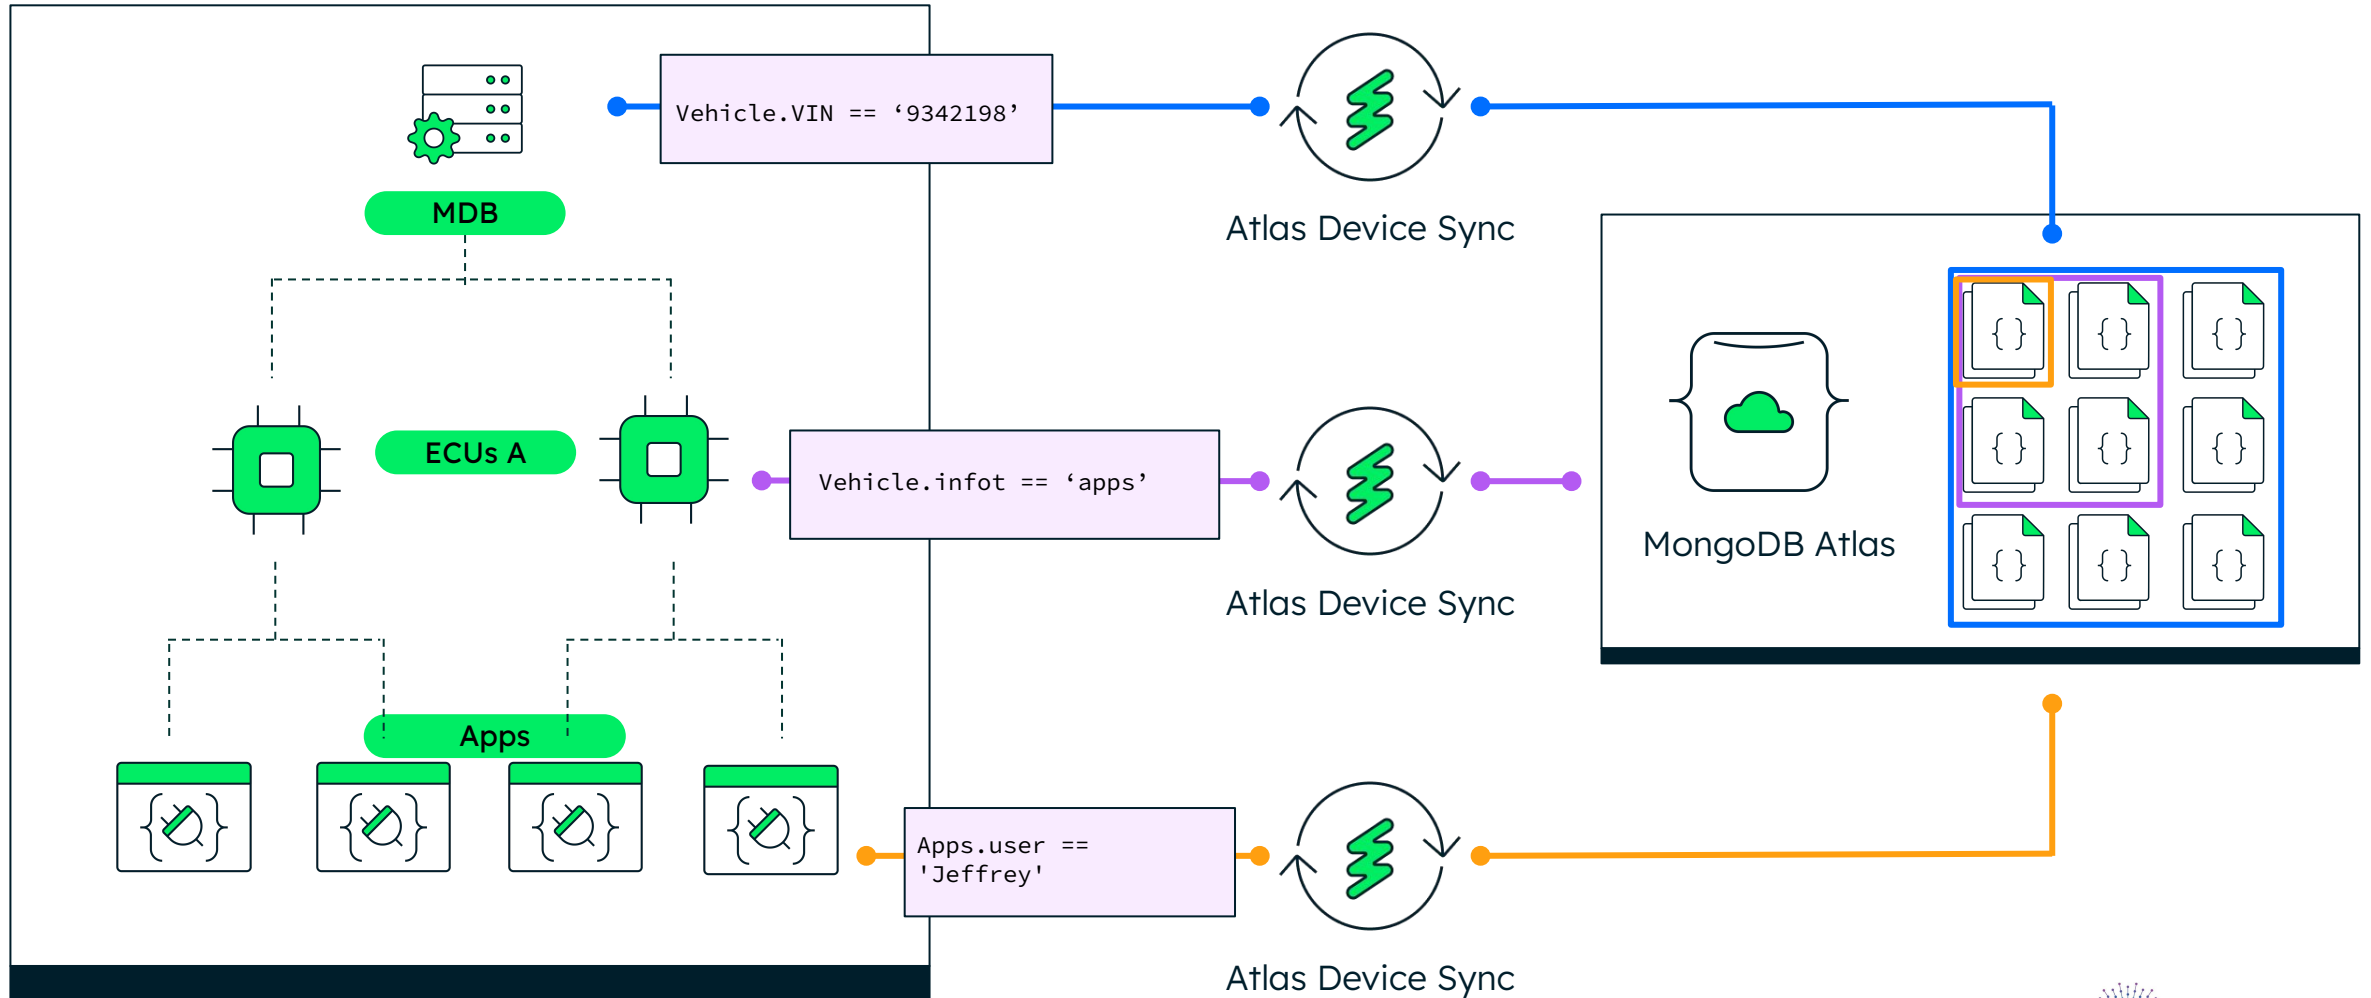 Vehicle.VIN == ‘9342198’
MDB
Atlas Device Sync
ECUs A
Vehicle.infot == ‘apps’
MongoDB Atlas
Atlas Device Sync
Apps
Apps.user ==
'Jeffrey'
Atlas Device Sync